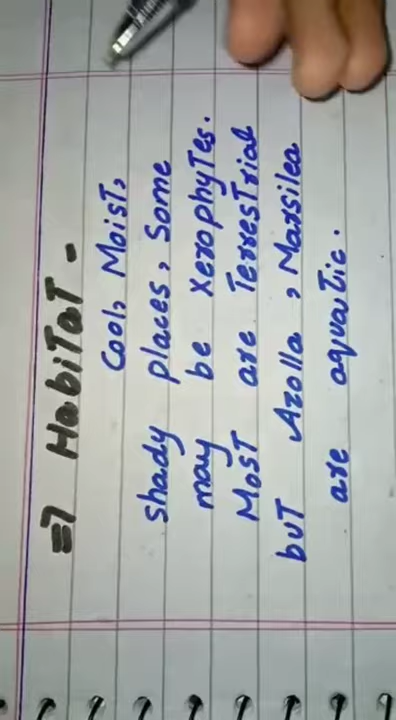 => HabiTaT -
Cool, MoisT,
shady places, Some
may be xerophyTes.
MosT are TerresTrial
buT Azolla, Marsilea
are aquaTic.